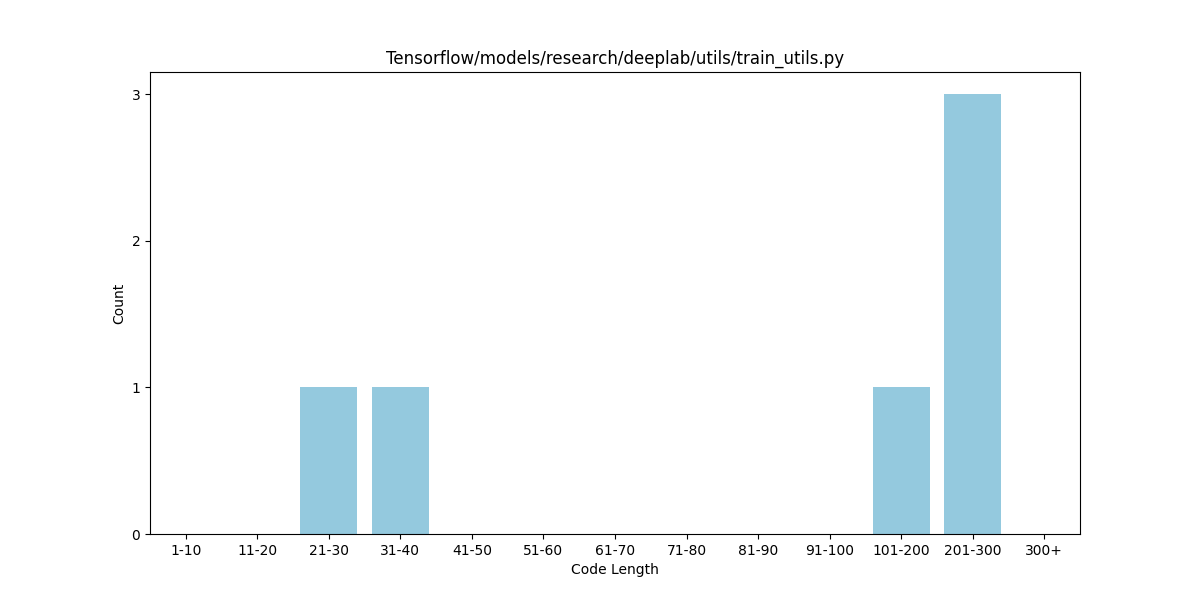 Tensorflow/models/research/deeplab/utils/train_utils.py
3
2
1
0
Count
1-10 11-20 21-30 31-40 41-50 51-60 61-70 71-80 81-90 91-100 101-200 201-300 300+
Code Length